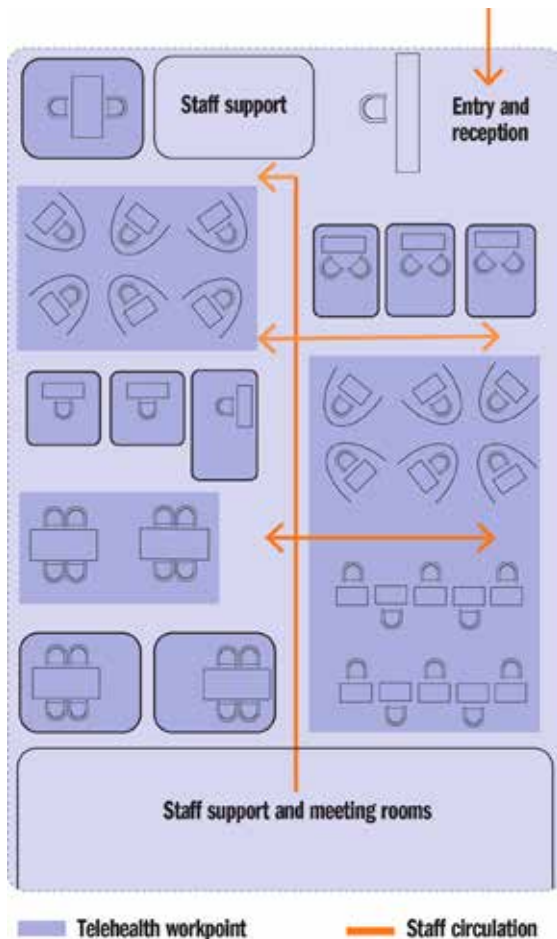 Staff support
Entry and
reception
Staff support and meeting rooms
Telehealth workpoint
Staff circulation